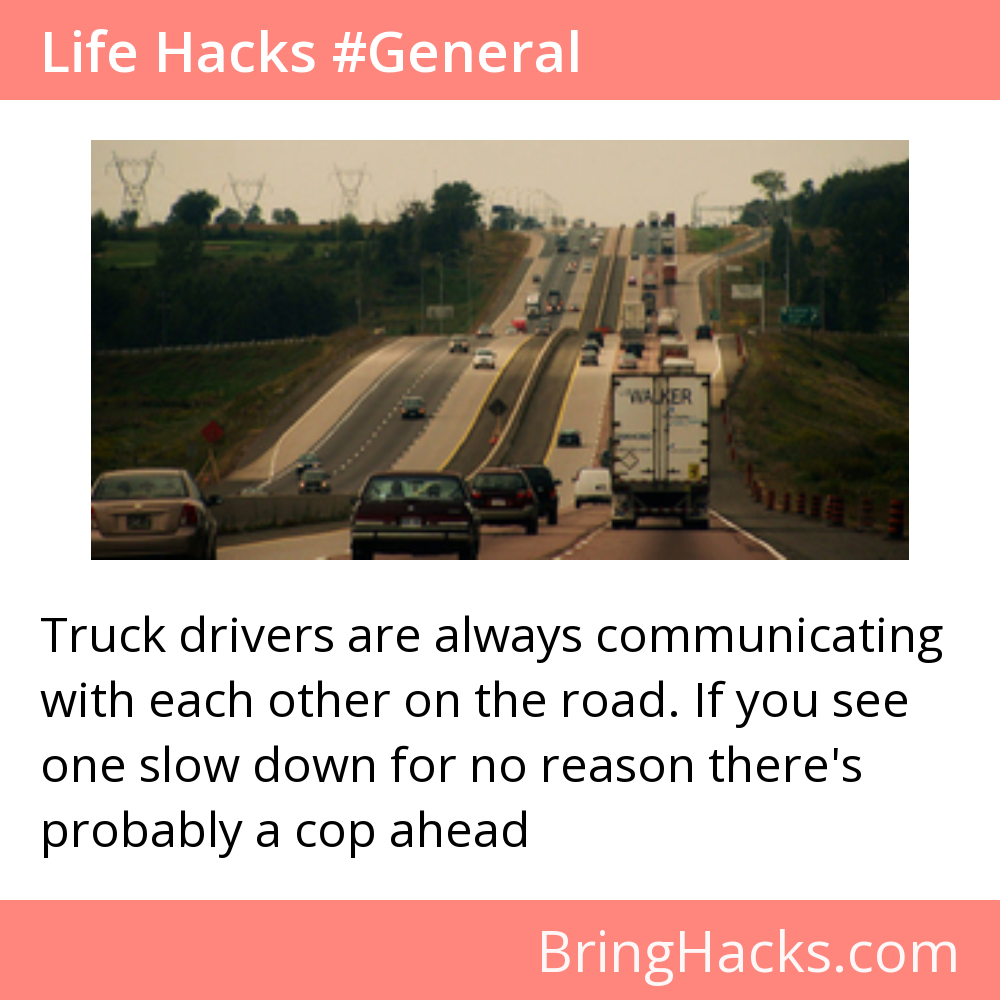 Life Hacks #General
WALKER
Truck drivers are always communicating
with each other on the road. If you see
one slow down for no reason there's
probably a cop ahead
BringHacks.com